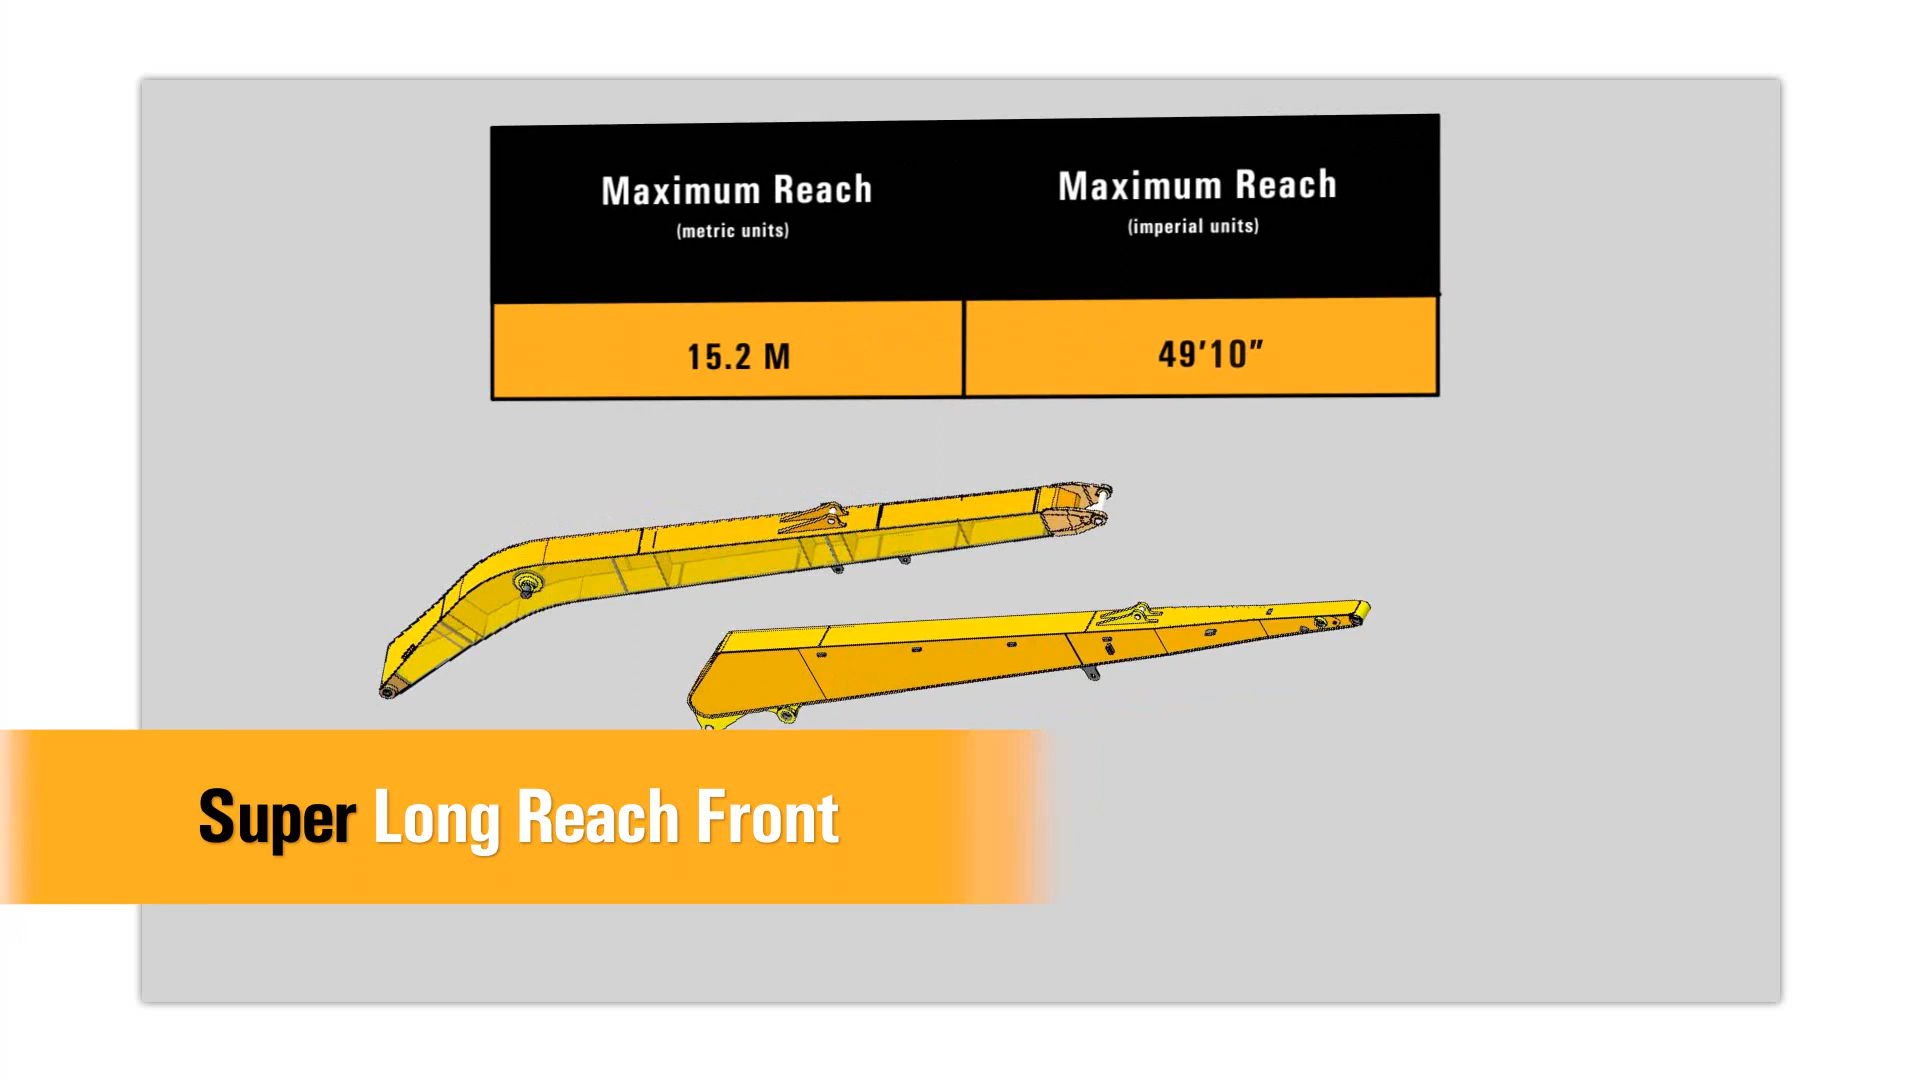 Maximum Reach
(metric units)
Maximum Reach
(imperial units)
15.2 M
49’10”
Super Long Reach Front